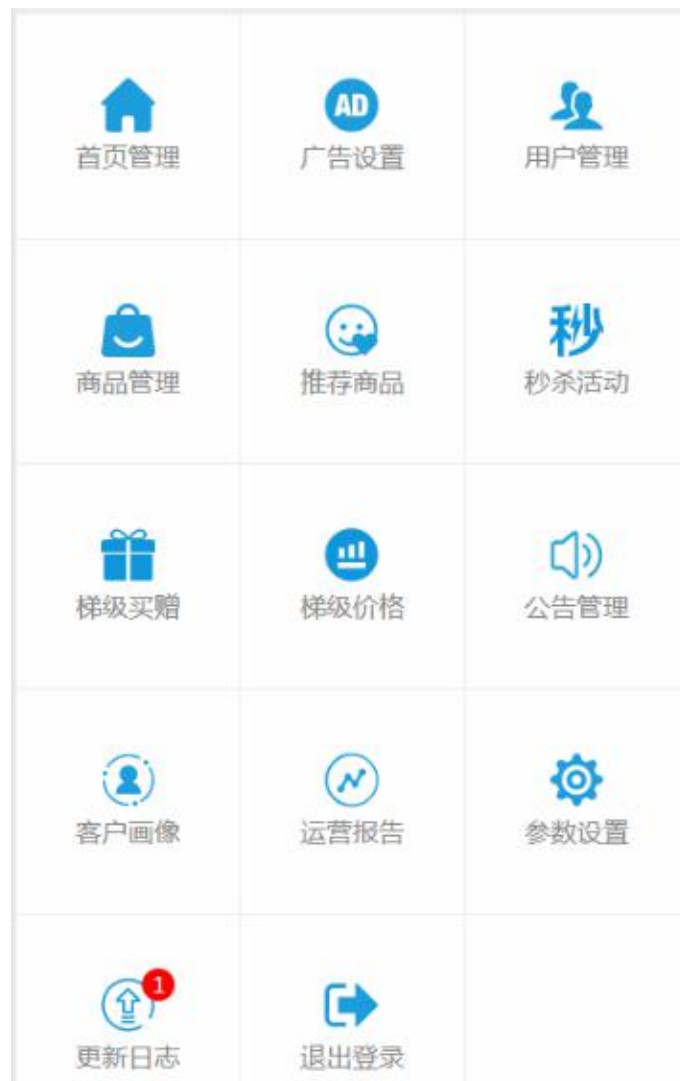 AD
首页管理
广告设置
用户管理
秒
商品管理
推荐商品
秒杀活动
梯级买赠
梯级价格
公告管理
客户画像
运营报告
参数设置
1
更新日志
退出登录